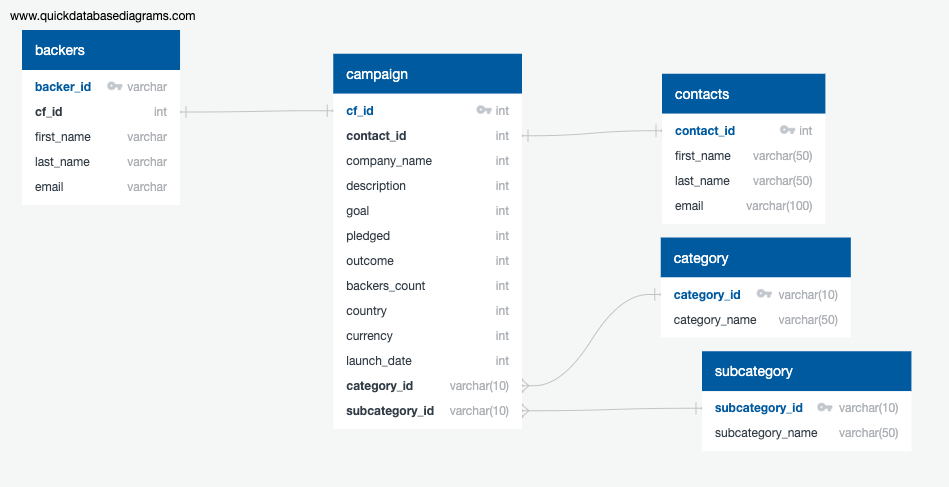 www.quickdatabasediagrams.com
backers
backer_id varchar
cf_id int
first_name varchar
last_name varchar
email varchar
campaign
cf_id int
contact_id int
company_name int
description int
goal int
pledged int
outcome int
backers_count int
country int
currency int
launch_date int
category_id varchar(10)
subcategory_id varchar(10)
contacts
contact_id int
first_name varchar(50)
last_name varchar(50)
email varchar(100)
category
category_id varchar(10)
category_name varchar(50)
subcategory
subcategory_id varchar(10)
subcategory_name varchar(50)